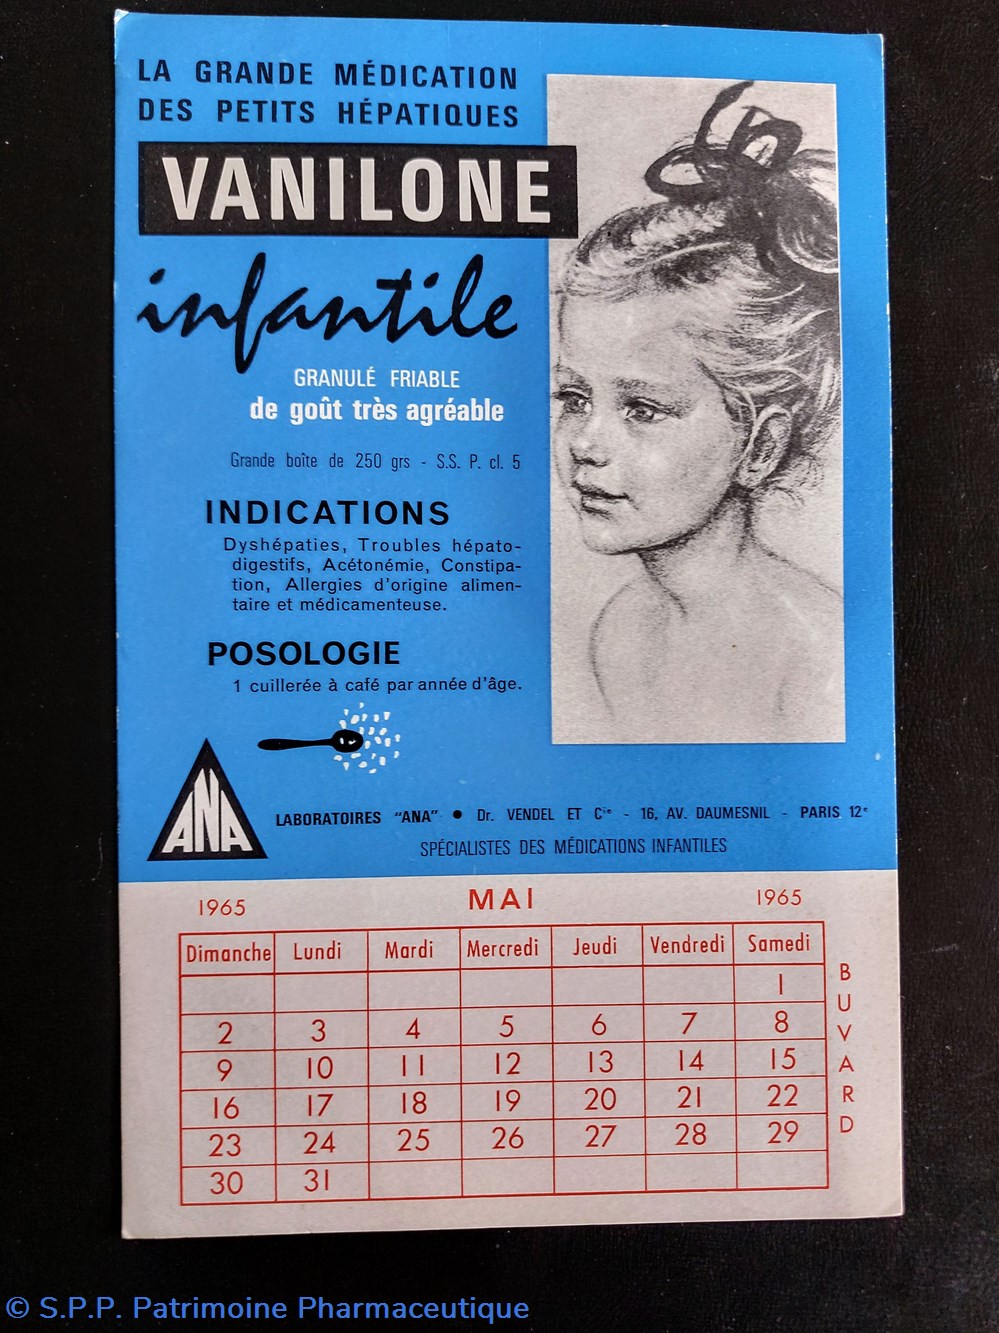 LA GRANDE MÉDICATION
DES PETITS HÉPATIQUES
VANILONE
infantile
GRANULÉ FRIABLE
de goût très agréable
Grande boîte de 250 grs - S.S. P. cl. 5
INDICATIONS
Dyshépaties, Troubles hépato-
digestifs, Acétonémie, Constipa-
tion, Allergies d'origine alimen-
taire et médicamenteuse.
POSOLOGIE
1 cuillerée à café par année d'âge.
ANA
LABORATOIRES "ANA" • Dr. VENDEL ET Cie - 16, AV. DAUMESNIL - PARIS 12e
SPÉCIALISTES DES MÉDICATIONS INFANTILES
1965 MAI 1965
Dimanche Lundi Mardi Mercredi Jeudi Vendredi Samedi
1
2 3 4 5 6 7 8
9 10 11 12 13 14 15
16 17 18 19 20 21 22
23 24 25 26 27 28 29
30 31
BUVARD
© S.P.P. Patrimoine Pharmaceutique